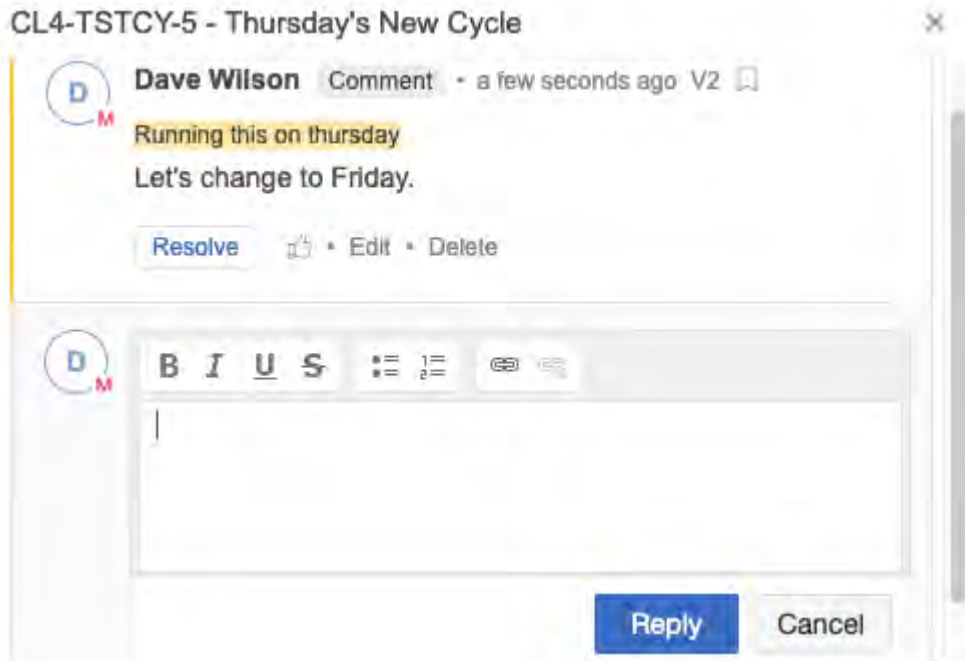 CL4-TSTCY-5 - Thursday's New Cycle
D M Dave Wilson Comment • a few seconds ago V2
Running this on thursday
Let's change to Friday.
Resolve • Edit • Delete
D M B I U S
Reply Cancel